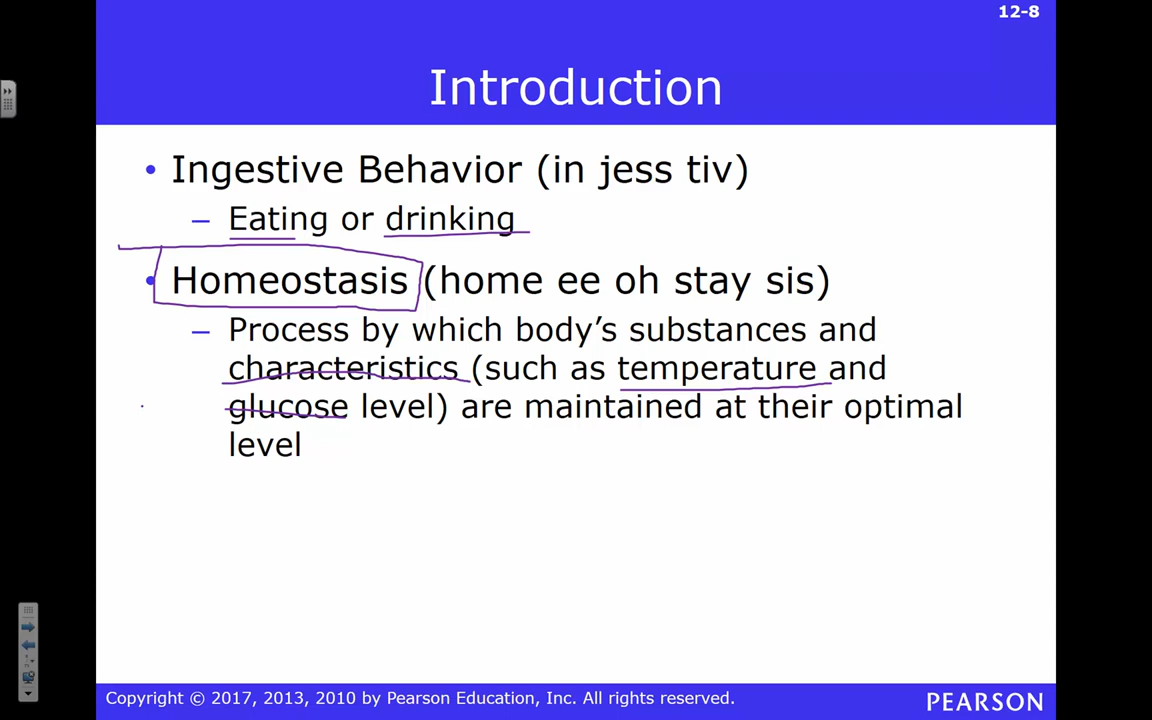 12-8
Introduction
• Ingestive Behavior (in jess tiv)
– Eating or drinking
• Homeostasis (home ee oh stay sis)
– Process by which body’s substances and
characteristics (such as temperature and
glucose level) are maintained at their optimal
level
Copyright © 2017, 2013, 2010 by Pearson Education, Inc. All rights reserved.
PEARSON